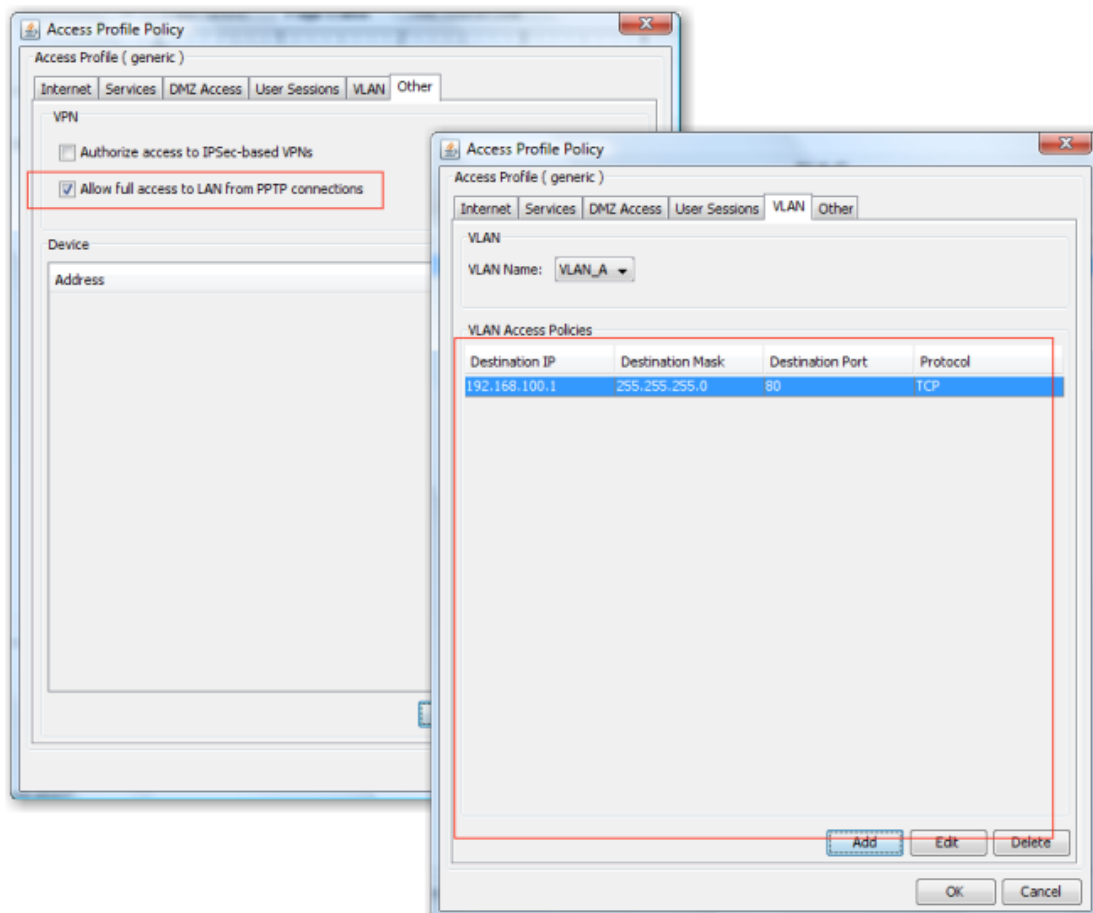 Access Profile Policy
Access Profile ( generic )
Internet Services DMZ Access User Sessions VLAN Other
VPN
Authorize access to IPSec-based VPNs
Allow full access to LAN from PPTP connections
Device
Address
Access Profile Policy
Access Profile ( generic )
Internet Services DMZ Access User Sessions VLAN Other
VLAN
VLAN Name: VLAN_A
VLAN Access Policies
Destination IP Destination Mask Destination Port Protocol
192.168.100.1 255.255.255.0 80 TCP
Add Edit Delete
OK Cancel